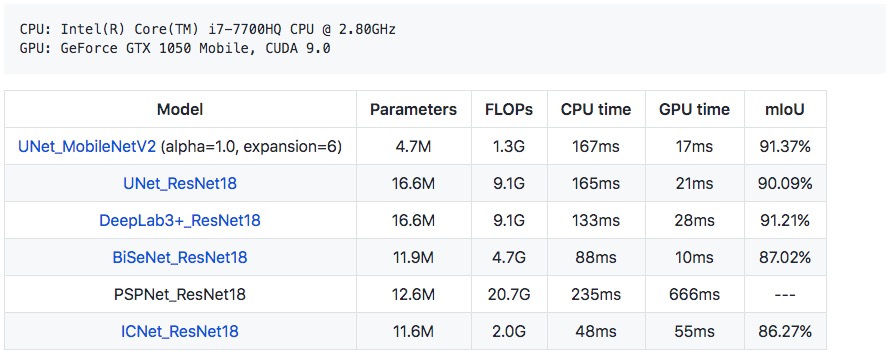 CPU: Intel(R) Core(TM) i7-7700HQ CPU @ 2.80GHz
GPU: GeForce GTX 1050 Mobile, CUDA 9.0
Model Parameters FLOPs CPU time GPU time mIoU
UNet_MobileNetV2 (alpha=1.0, expansion=6) 4.7M 1.3G 167ms 17ms 91.37%
UNet_ResNet18 16.6M 9.1G 165ms 21ms 90.09%
DeepLab3+_ResNet18 16.6M 9.1G 133ms 28ms 91.21%
BiSeNet_ResNet18 11.9M 4.7G 88ms 10ms 87.02%
PSPNet_ResNet18 12.6M 20.7G 235ms 666ms ---
ICNet_ResNet18 11.6M 2.0G 48ms 55ms 86.27%